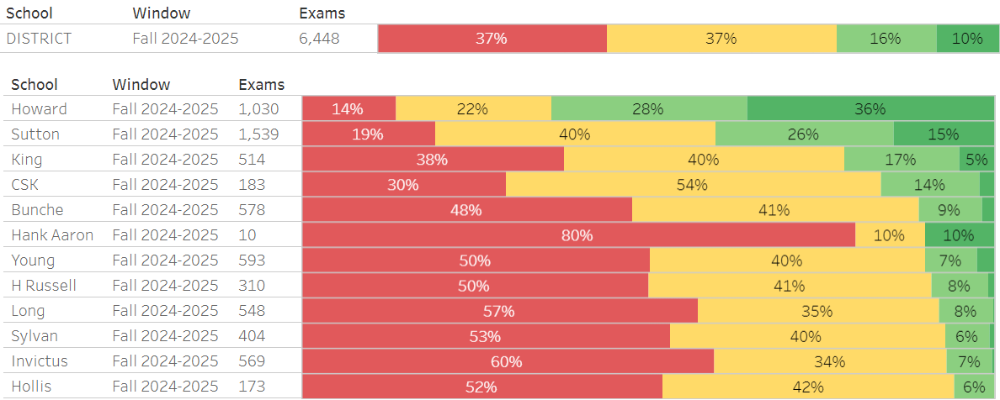 School Window Exams
DISTRICT Fall 2024-2025 6,448 37% 37% 16% 10%
School Window Exams
Howard Fall 2024-2025 1,030 14% 22% 28% 36%
Sutton Fall 2024-2025 1,539 19% 40% 26% 15%
King Fall 2024-2025 514 38% 40% 17% 5%
CSK Fall 2024-2025 183 30% 54% 14%
Bunche Fall 2024-2025 578 48% 41% 9%
Hank Aaron Fall 2024-2025 10 80% 10% 10%
Young Fall 2024-2025 593 50% 40% 7%
H Russell Fall 2024-2025 310 50% 41% 8%
Long Fall 2024-2025 548 57% 35% 8%
Sylvan Fall 2024-2025 404 53% 40% 6%
Invictus Fall 2024-2025 569 60% 34% 7%
Hollis Fall 2024-2025 173 52% 42% 6%